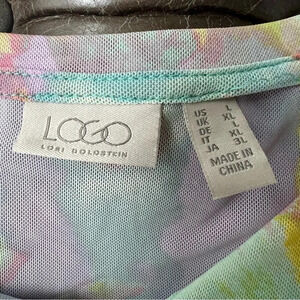 LOGO
LORI GOLDSTEIN
US L
UK XL
DE L
IT XL
JA 3L
MADE IN
CHINA